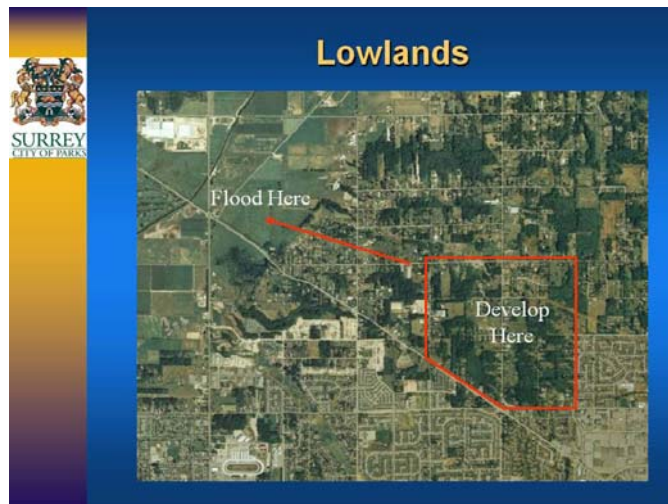 Lowlands
SURREY
CITY OF PARKS
Flood Here
Develop
Here